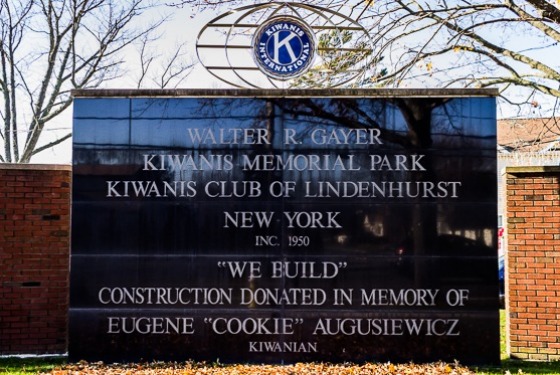 KIWANIS
K
INTERNATIONAL
WALTER R. GAYER
KIWANIS MEMORIAL PARK
KIWANIS CLUB OF LINDENHURST
NEW YORK
INC. 1950
"WE BUILD"
CONSTRUCTION DONATED IN MEMORY OF
EUGENE "COOKIE" AUGUSIEWICZ
KIWANIAN